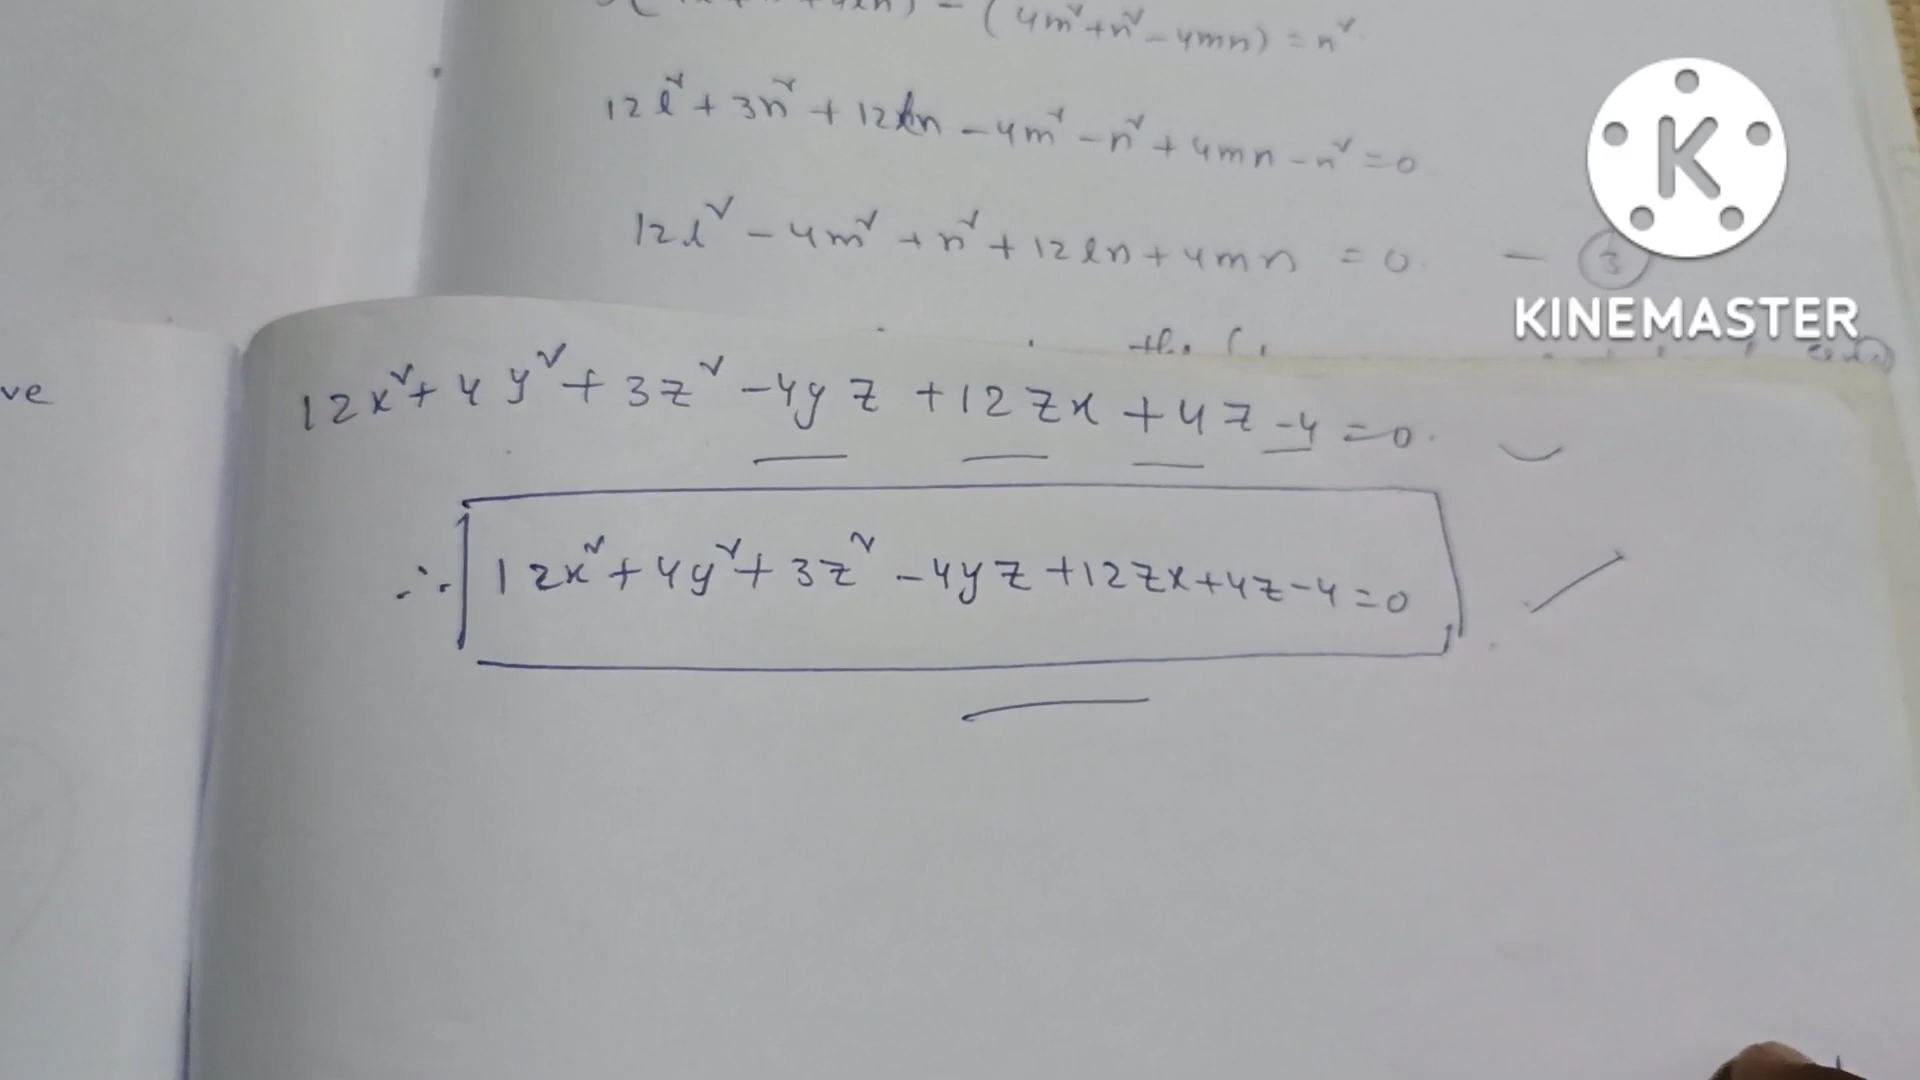 - (4m²+n²-4mn) = n²
12l²+3n²+12ln-4m²-n²+4mn-n²=0
12l²-4m²+n²+12ln+4mn = 0. — (3)
KINEMASTER
ve
12x²+4y²+3z²-4yz+12zx+4z-4=0.
∴ 12x²+4y²+3z²-4yz+12zx+4z-4=0